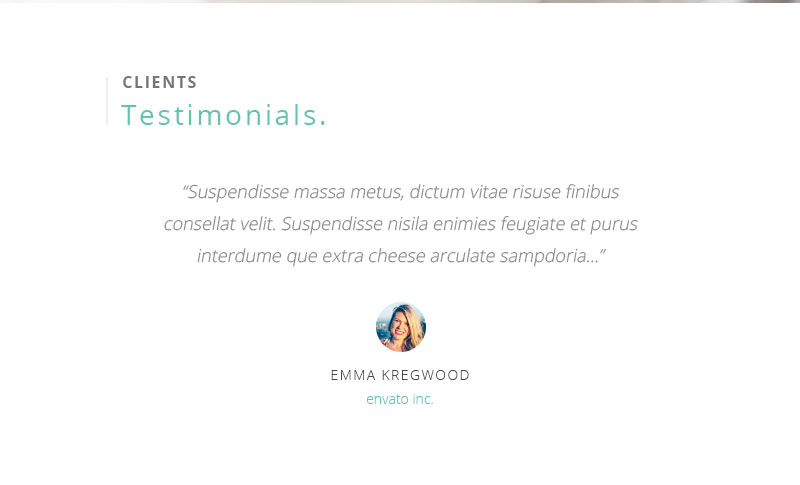 CLIENTS
Testimonials.
“Suspendisse massa metus, dictum vitae risuse finibus
consellat velit. Suspendisse nisila enimies feugiate et purus
interdume que extra cheese arculate sampdoria...”
EMMA KREGWOOD
envato inc.